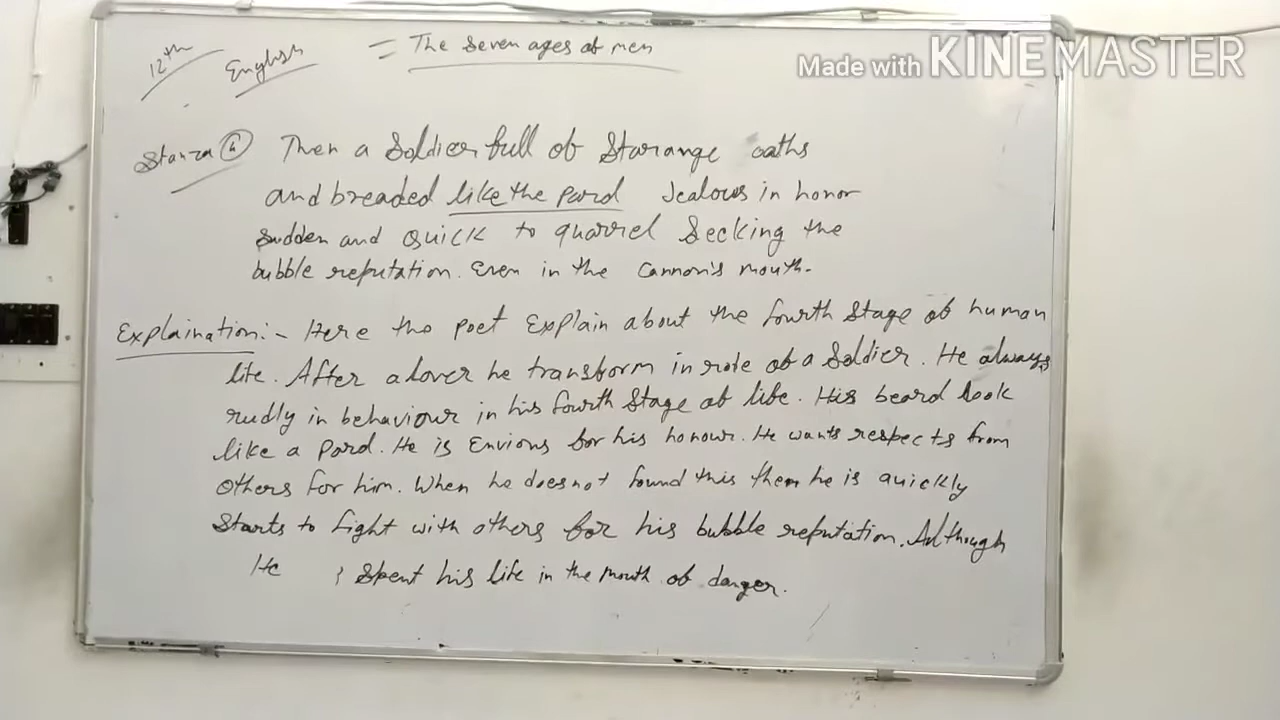 12th English = The Seven ages of men
Made with KINEMASTER
Stanza 4 Then a Soldier full of Starange oaths
and breaded like the pard Jealous in honor
Sudden and Quick to quarrel Seeking the
bubble reputation. Even in the Cannon's mouth.
Explaination:- Here the poet Explain about the fourth Stage of human
life. After a lover he transform in role of a Soldier. He always
rudly in behaviour in his fourth Stage of life. His beard look
like a pard. He is Envious for his honour. He wants respects from
others for him. When he does not found this then he is quickly
Starts to fight with others for his bubble reputation. Although
He spent his life in the mouth of danger.